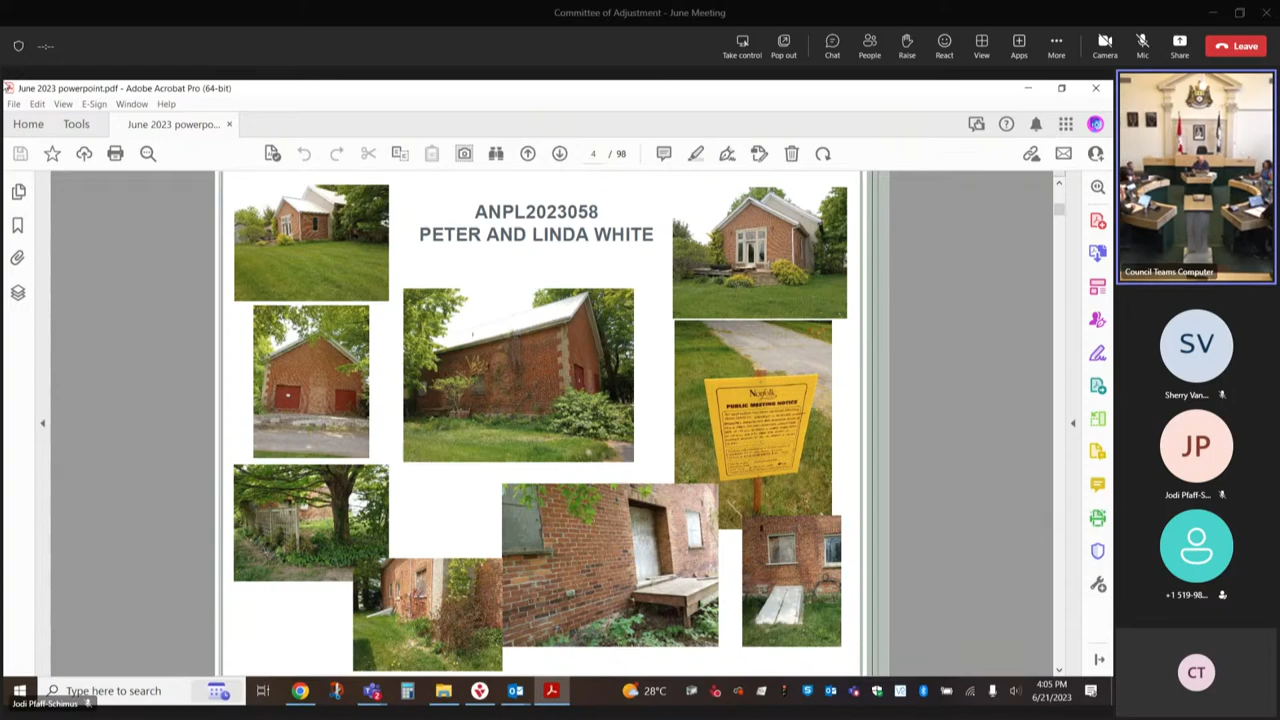 Committee of Adjustment - June Meeting
--:--
Take control
Pop out
Chat
People
Raise
React
View
Apps
More
Camera
Mic
Share
Leave
June 2023 powerpoint.pdf - Adobe Acrobat Pro (64-bit)
File Edit View E-Sign Window Help
Home
Tools
June 2023 powerpo...
4 / 98
ANPL2023058
PETER AND LINDA WHITE
Norfolk
PUBLIC MEETING NOTICE
Council Teams Computer
SV
Sherry Van...
JP
Jodi Pfaff-S...
+1 519-98...
CT
Type here to search
28°C
4:05 PM
6/21/2023
Jodi Pfaff-Schimus